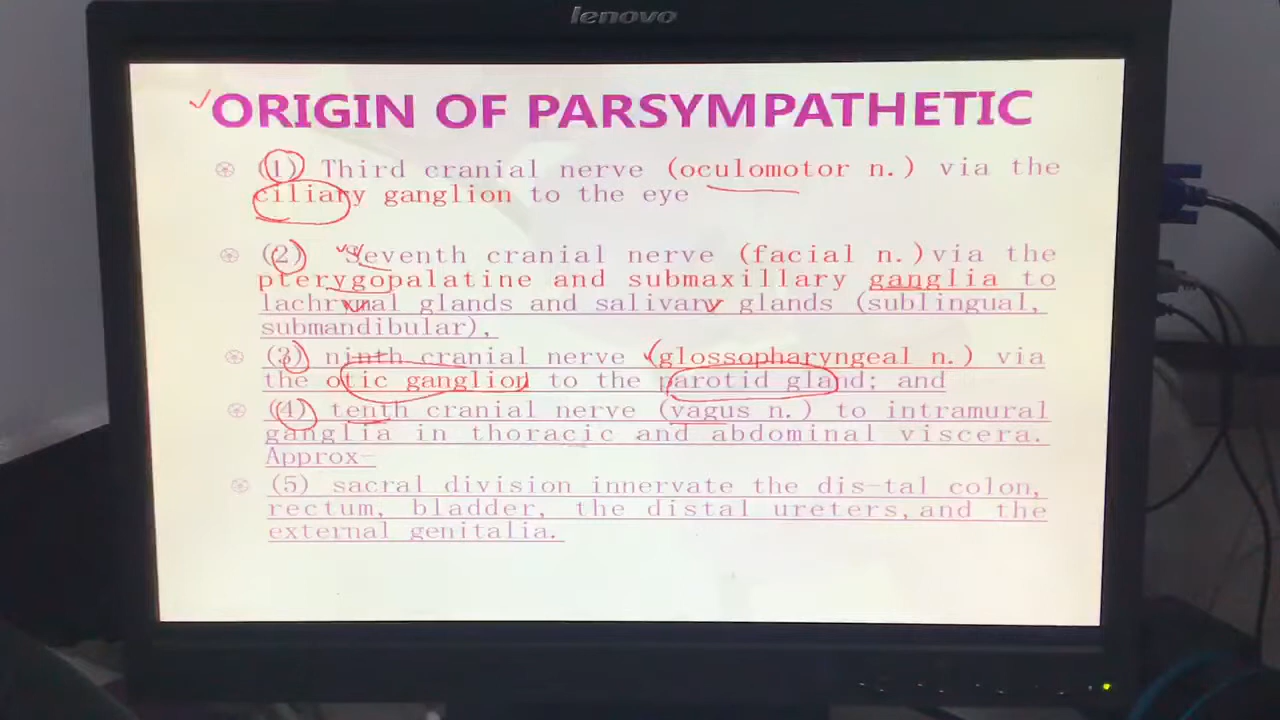 lenovo
ORIGIN OF PARSYMPATHETIC
(1) Third cranial nerve (oculomotor n.) via the
ciliary ganglion to the eye
(2) Seventh cranial nerve (facial n.)via the
pterygopalatine and submaxillary ganglia to
lachrymal glands and salivary glands (sublingual,
submandibular),
(3) ninth cranial nerve (glossopharyngeal n.) via
the otic ganglion to the parotid gland; and
(4) tenth cranial nerve (vagus n.) to intramural
ganglia in thoracic and abdominal viscera.
Approx-
(5) sacral division innervate the dis-tal colon,
rectum, bladder, the distal ureters,and the
external genitalia.